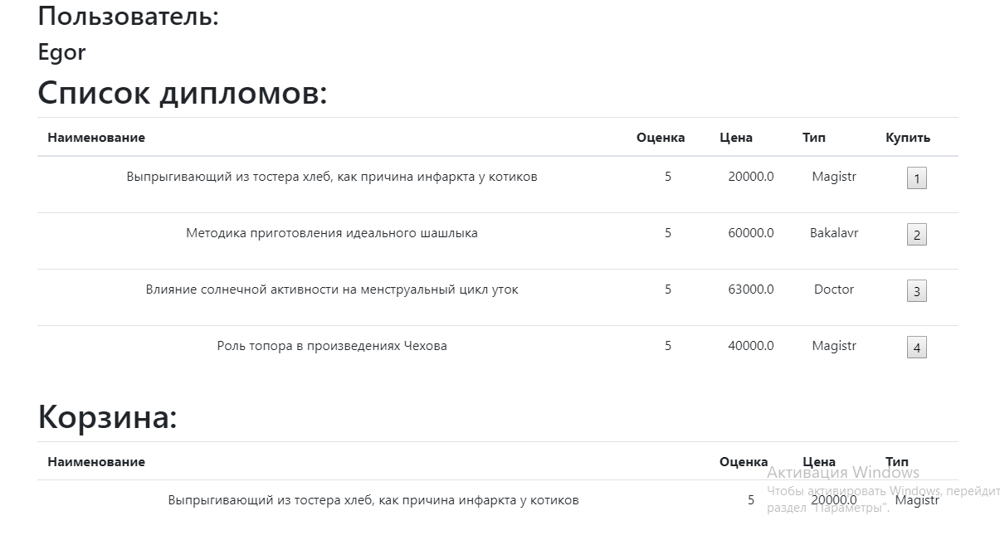 Пользователь:
Egor
Список дипломов:
Наименование Оценка Цена Тип Купить
Выпрыгивающий из тостера хлеб, как причина инфаркта у котиков 5 20000.0 Magistr 1
Методика приготовления идеального шашлыка 5 60000.0 Bakalavr 2
Влияние солнечной активности на менструальный цикл уток 5 63000.0 Doctor 3
Роль топора в произведениях Чехова 5 40000.0 Magistr 4
Корзина:
Наименование Оценка Цена Тип
Выпрыгивающий из тостера хлеб, как причина инфаркта у котиков 5 20000.0 Magistr
Активация Windows
Чтобы активировать Windows, перейдит
раздел "Параметры".